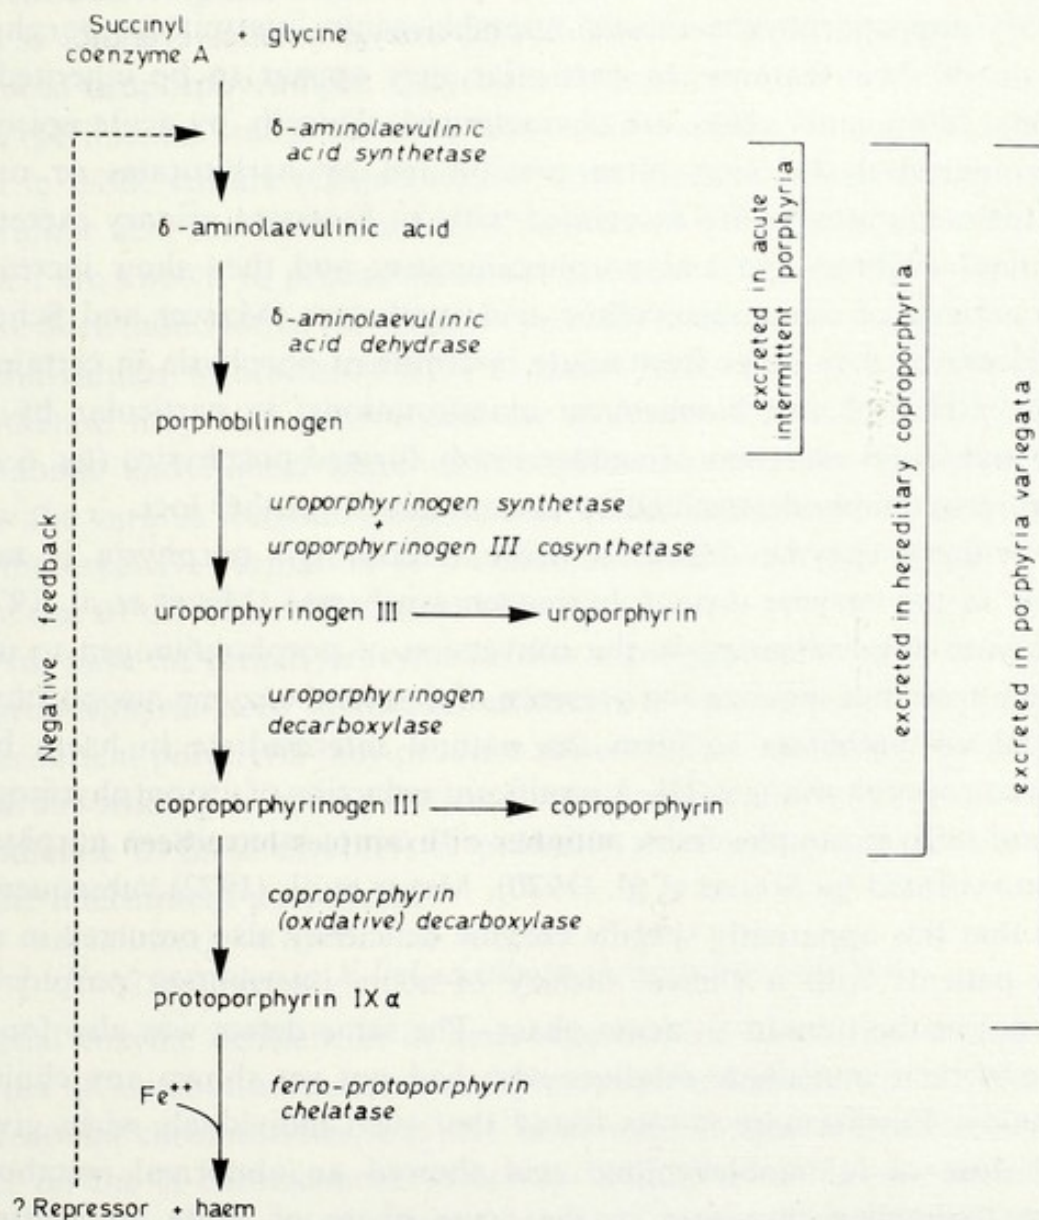 Succinyl + glycine
coenzyme A
δ-aminolaevulinic
acid synthetase
δ-aminolaevulinic acid
δ-aminolaevulinic
acid dehydrase
porphobilinogen
uroporphyrinogen synthetase
+
uroporphyrinogen III cosynthetase
uroporphyrinogen III uroporphyrin
uroporphyrinogen
decarboxylase
coproporphyrinogen III coproporphyrin
coproporphyrin
(oxidative) decarboxylase
protoporphyrin IX α
Fe++
ferro-protoporphyrin
chelatase
? Repressor + haem
Negative feedback
excreted in acute
intermittent porphyria
excreted in hereditary coproporphyria
excreted in porphyria variegata